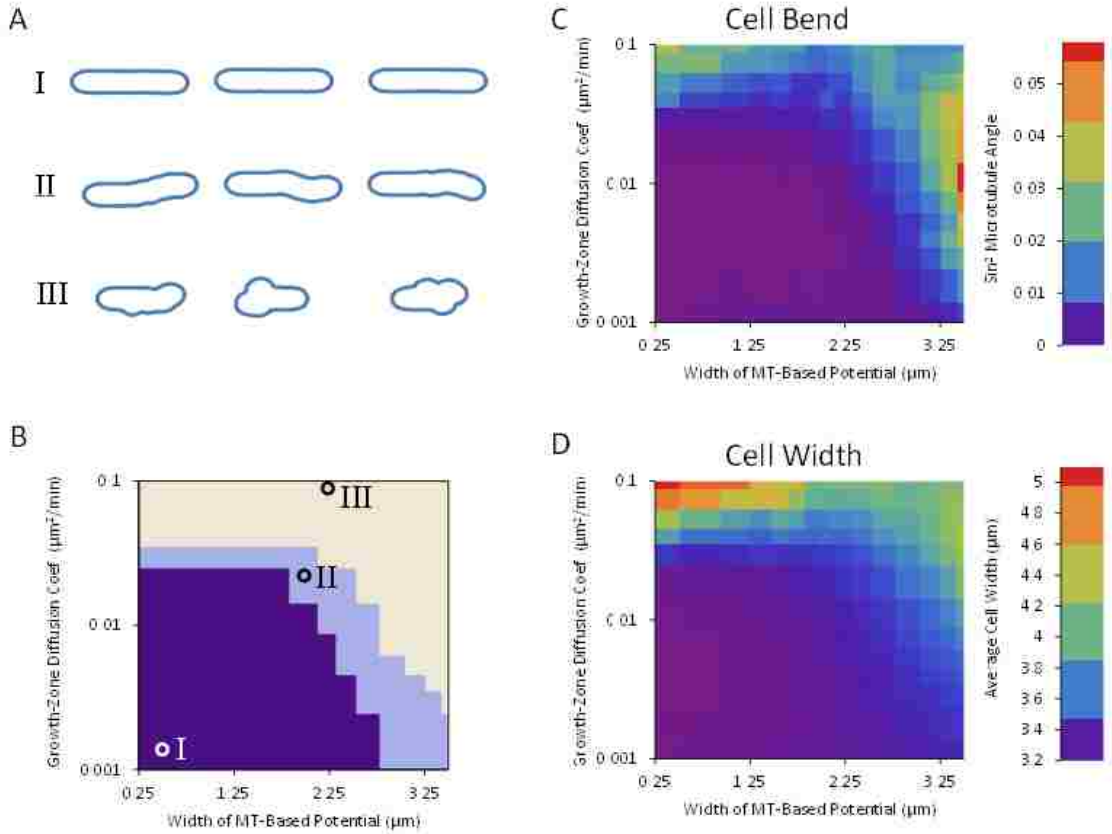 A
I
II
III
B
Growth-Zone Diffusion Coef (µm²/min)
0 1
0 01
0 001
III
II
I
0 25
1 25
2 25
3 25
Width of MT-Based Potential (µm)
C
Cell Bend
Growth-Zone Diffusion Coef (µm²/min)
0 1
0 01
0 001
0 25
1 25
2 25
3 25
Width of MT-Based Potential (µm)
Sin² Microtubule Angle
0 05
0 04
0 03
0 02
0 01
0
D
Cell Width
Growth-Zone Diffusion Coef (µm²/min)
0 1
0 01
0 001
0 25
1 25
2 25
3 25
Width of MT-Based Potential (µm)
Average Cell Width (µm)
5
4 8
4 6
4 4
4 2
4
3 8
3 6
3 4
3 2